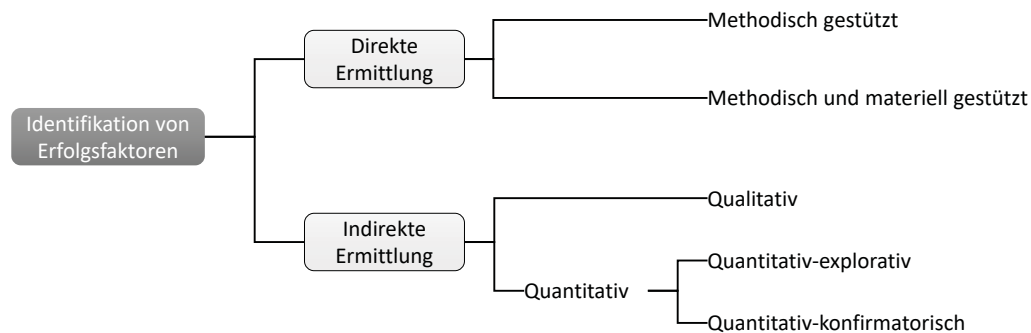 Identifikation von
Erfolgsfaktoren
Direkte
Ermittlung
Methodisch gestützt
Methodisch und materiell gestützt
Indirekte
Ermittlung
Qualitativ
Quantitativ
Quantitativ-explorativ
Quantitativ-konfirmatorisch